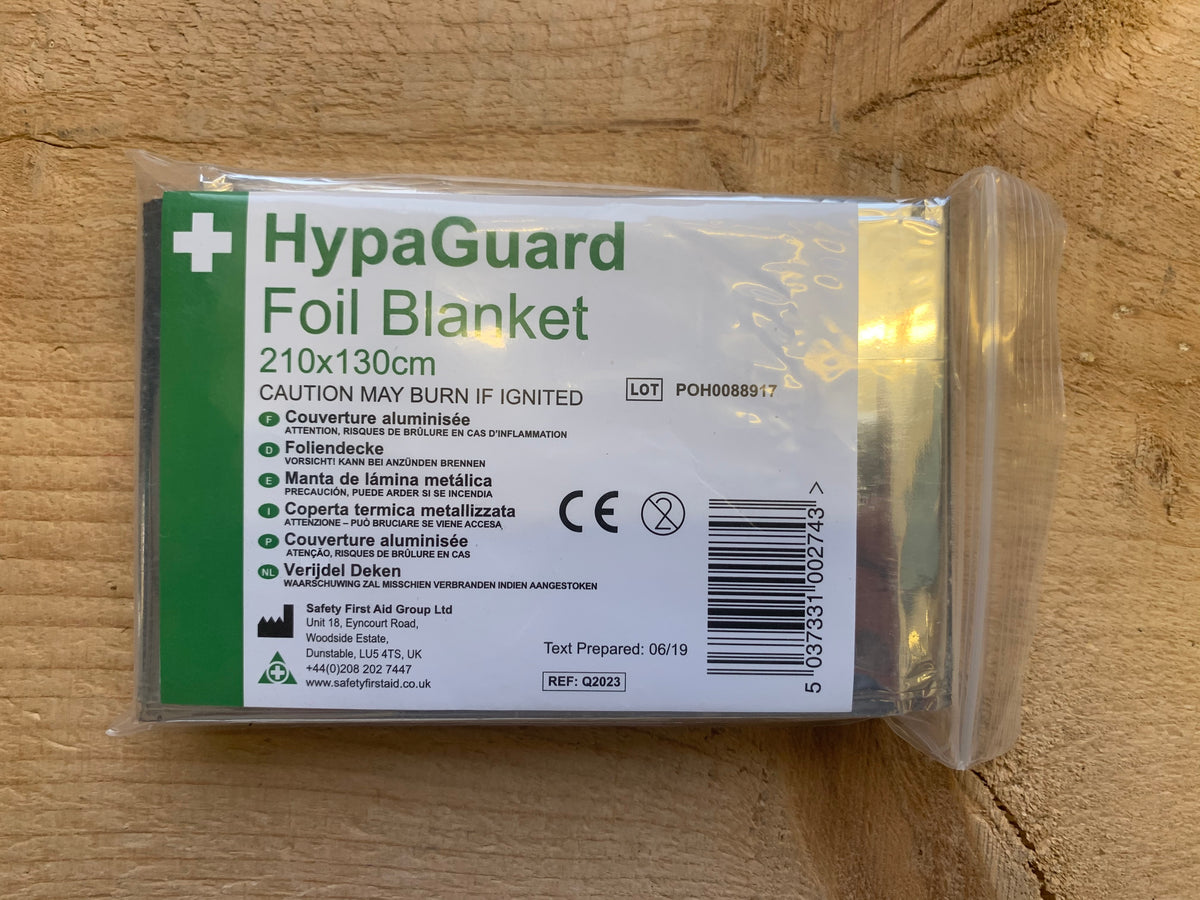 HypaGuard
Foil Blanket
210x130cm
CAUTION MAY BURN IF IGNITED
LOT POH0088917
F Couverture aluminisée
ATTENTION, RISQUES DE BRÛLURE EN CAS D'INFLAMMATION
D Foliendecke
VORSICHT! KANN BEI ANZÜNDEN BRENNEN
E Manta de lámina metálica
PRECAUCIÓN, PUEDE ARDER SI SE INCENDIA
I Coperta termica metallizzata
ATTENZIONE – PUÒ BRUCIARE SE VIENE ACCESA
P Couverture aluminisée
ATENÇÃO, RISQUES DE BRÛLURE EN CAS
NL Verijdel Deken
WAARSCHUWING ZAL MISSCHIEN VERBRANDEN INDIEN AANGESTOKEN
CE 2
Safety First Aid Group Ltd
Unit 18, Eyncourt Road,
Woodside Estate,
Dunstable, LU5 4TS, UK
+44(0)208 202 7447
www.safetyfirstaid.co.uk
Text Prepared: 06/19
REF: Q2023
5 037331 002743 >